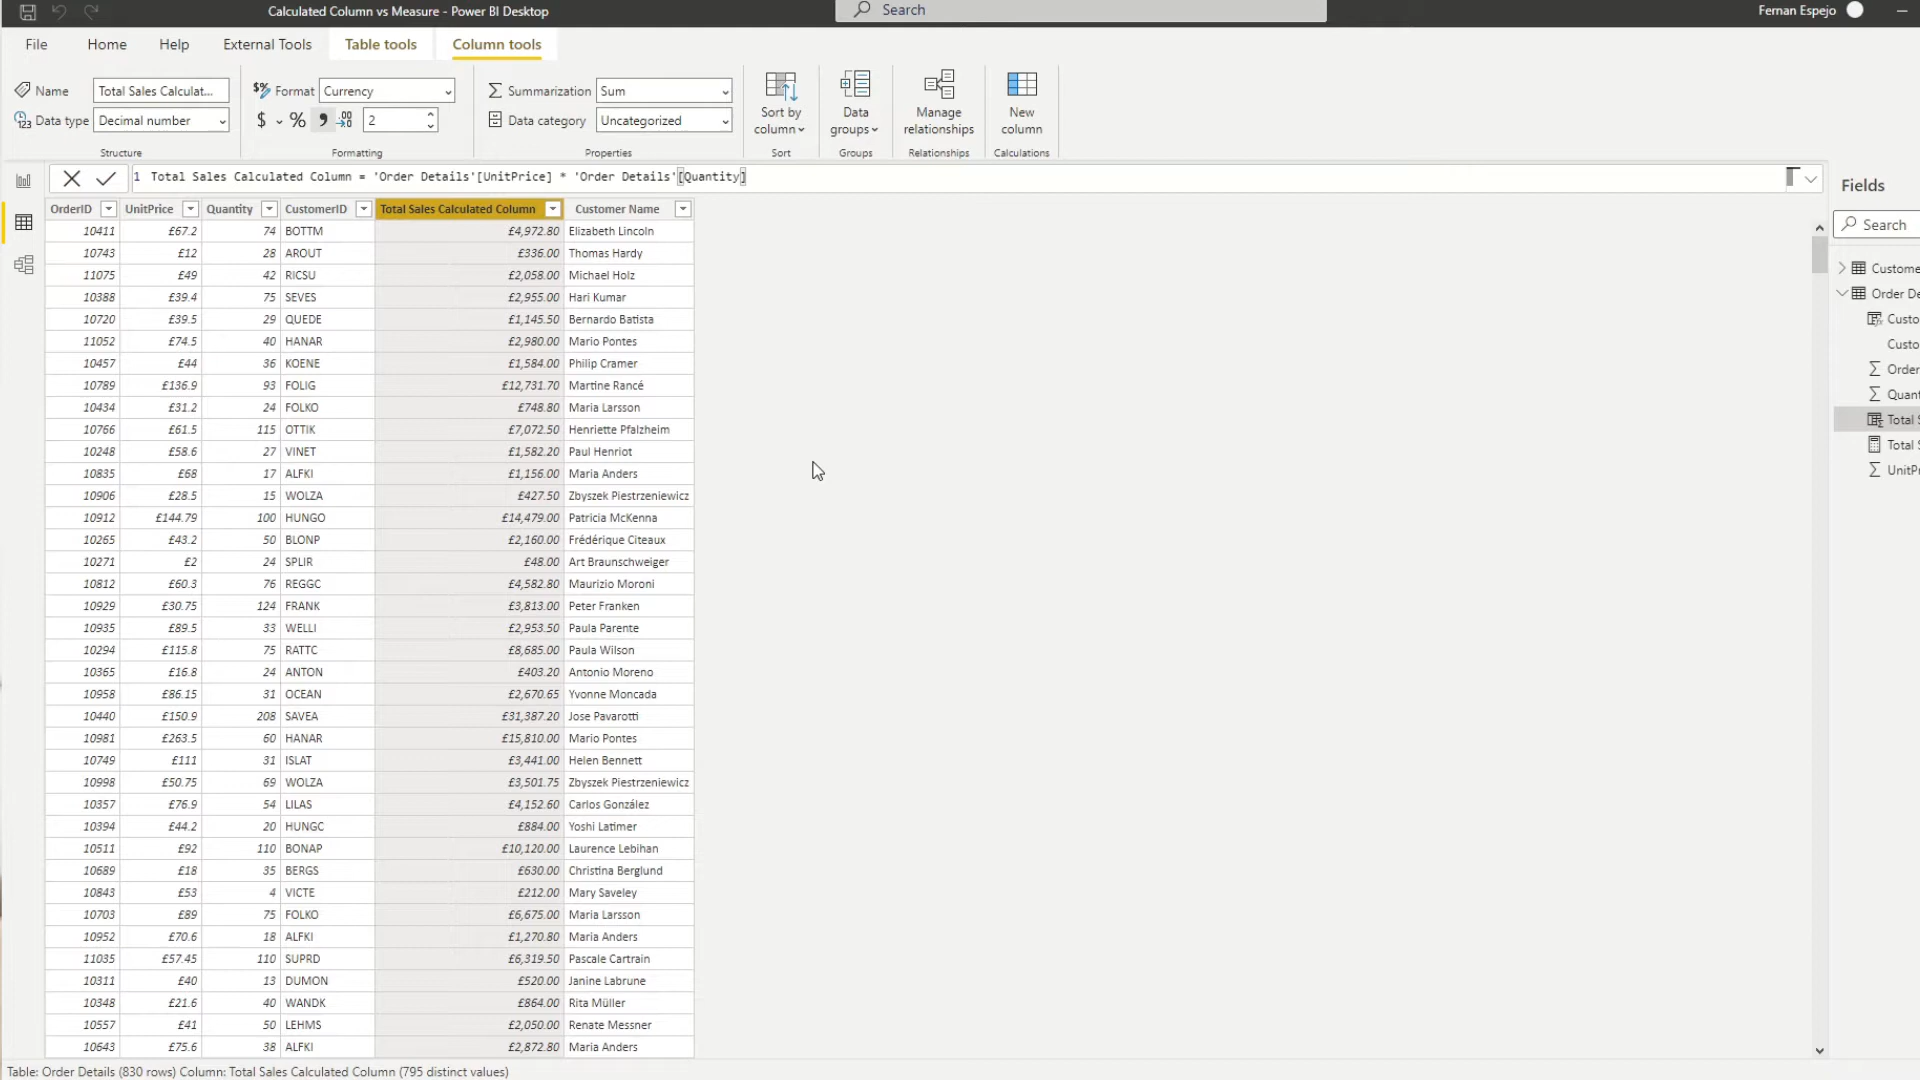 Calculated Column vs Measure - Power BI Desktop
Search
Fernan Espejo
File Home Help External Tools Table tools Column tools
Name Total Sales Calculat... Format Currency Summarization Sum
Data type Decimal number $ % 9 .00 2 Data category Uncategorized
Sort by column Data groups Manage relationships New column
Structure Formatting Properties Sort Groups Relationships Calculations
1 Total Sales Calculated Column = 'Order Details'[UnitPrice] * 'Order Details'[Quantity]
OrderID UnitPrice Quantity CustomerID Total Sales Calculated Column Customer Name
10411 £67.2 74 BOTTM £4,972.80 Elizabeth Lincoln
10743 £12 28 AROUT £336.00 Thomas Hardy
11075 £49 42 RICSU £2,058.00 Michael Holz
10388 £39.4 75 SEVES £2,955.00 Hari Kumar
10720 £39.5 29 QUEDE £1,145.50 Bernardo Batista
11052 £74.5 40 HANAR £2,980.00 Mario Pontes
10457 £44 36 KOENE £1,584.00 Philip Cramer
10789 £136.9 93 FOLIG £12,731.70 Martine Rancé
10434 £31.2 24 FOLKO £748.80 Maria Larsson
10766 £61.5 115 OTTIK £7,072.50 Henriette Pfalzheim
10248 £58.6 27 VINET £1,582.20 Paul Henriot
10835 £68 17 ALFKI £1,156.00 Maria Anders
10906 £28.5 15 WOLZA £427.50 Zbyszek Piestrzeniewicz
10912 £144.79 100 HUNGO £14,479.00 Patricia McKenna
10265 £43.2 50 BLONP £2,160.00 Frédérique Citeaux
10271 £2 24 SPLIR £48.00 Art Braunschweiger
10812 £60.3 76 REGGC £4,582.80 Maurizio Moroni
10929 £30.75 124 FRANK £3,813.00 Peter Franken
10935 £89.5 33 WELLI £2,953.50 Paula Parente
10294 £115.8 75 RATTC £8,685.00 Paula Wilson
10365 £16.8 24 ANTON £403.20 Antonio Moreno
10958 £86.15 31 OCEAN £2,670.65 Yvonne Moncada
10440 £150.9 208 SAVEA £31,387.20 Jose Pavarotti
10981 £263.5 60 HANAR £15,810.00 Mario Pontes
10749 £111 31 ISLAT £3,441.00 Helen Bennett
10998 £50.75 69 WOLZA £3,501.75 Zbyszek Piestrzeniewicz
10357 £76.9 54 LILAS £4,152.60 Carlos González
10394 £44.2 20 HUNGC £884.00 Yoshi Latimer
10511 £92 110 BONAP £10,120.00 Laurence Lebihan
10689 £18 35 BERGS £630.00 Christina Berglund
10843 £53 4 VICTE £212.00 Mary Saveley
10703 £89 75 FOLKO £6,675.00 Maria Larsson
10952 £70.6 18 ALFKI £1,270.80 Maria Anders
11035 £57.45 110 SUPRD £6,319.50 Pascale Cartrain
10311 £40 13 DUMON £520.00 Janine Labrune
10348 £21.6 40 WANDK £864.00 Rita Müller
10557 £41 50 LEHMS £2,050.00 Renate Messner
10643 £75.6 38 ALFKI £2,872.80 Maria Anders
Fields
Search
Custome
Order De
Custo
Custo
Order
Quant
Total S
Total S
UnitPr
Table: Order Details (830 rows) Column: Total Sales Calculated Column (795 distinct values)